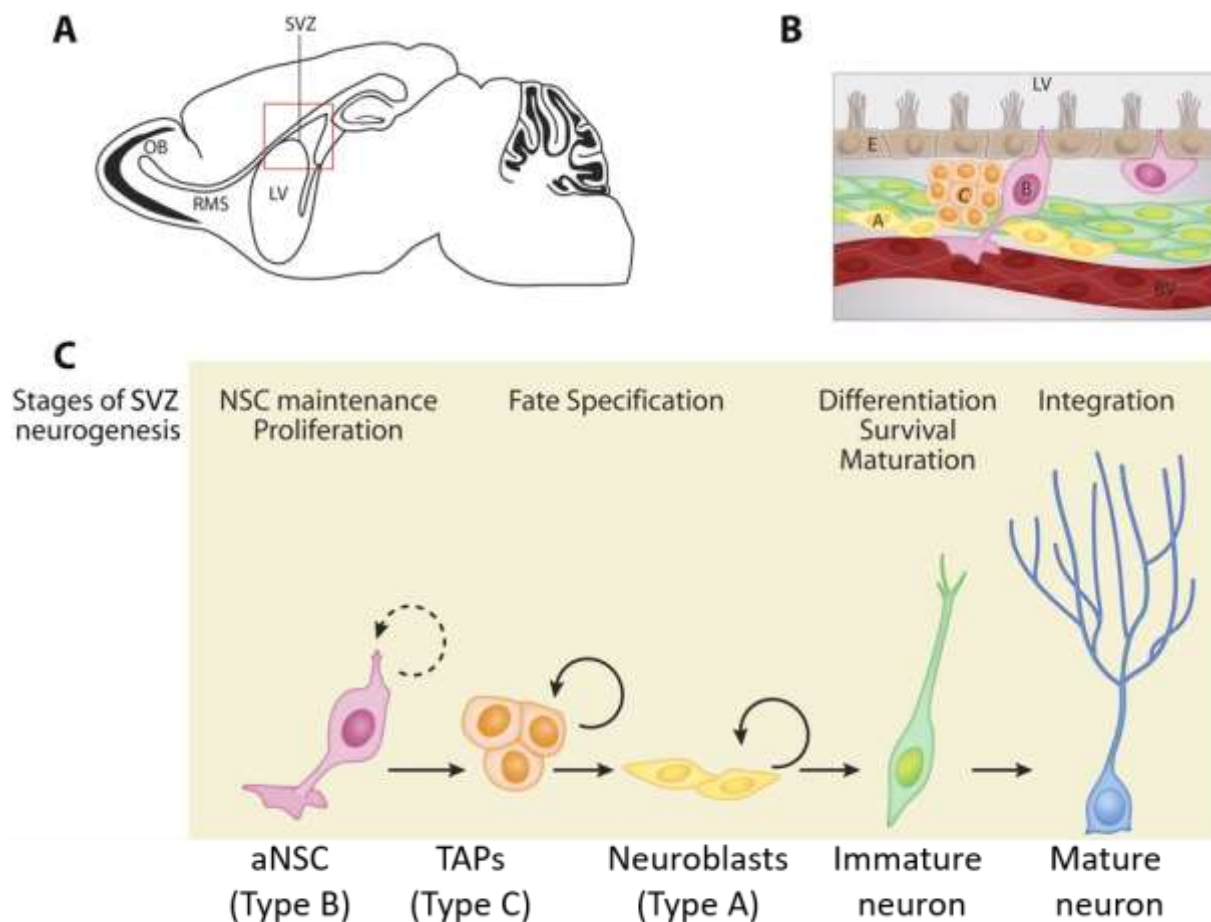 A
SVZ
OB
RMS
LV
B
LV
E
C
B
A
BV
C
Stages of SVZ
neurogenesis
NSC maintenance
Proliferation
Fate Specification
Differentiation
Survival
Maturation
Integration
aNSC
(Type B)
TAPs
(Type C)
Neuroblasts
(Type A)
Immature
neuron
Mature
neuron